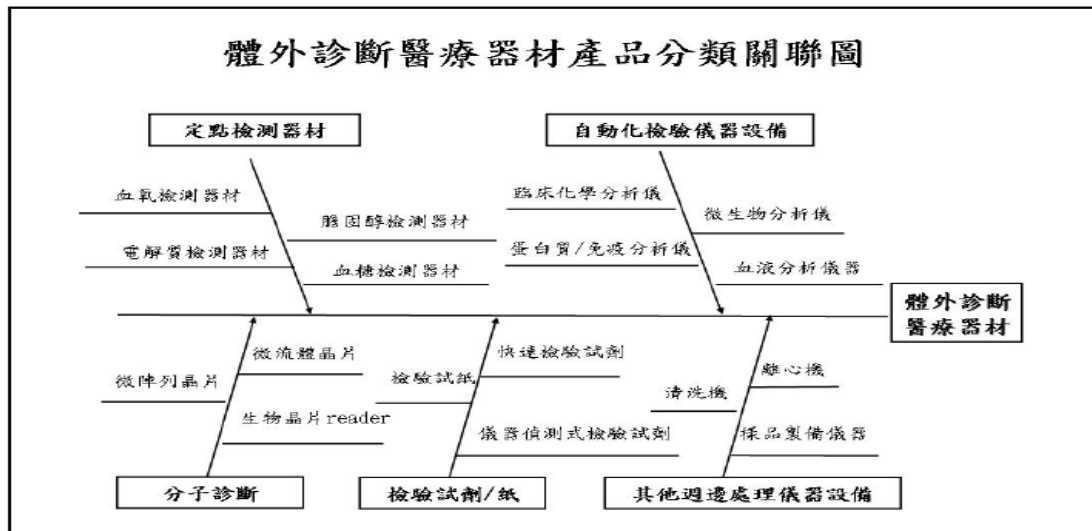 體外診斷醫療器材產品分類關聯圖
定點檢測器材
自動化檢驗儀器設備
血氧檢測器材
臨床化學分析儀
膽固醇檢測器材
微生物分析儀
電解質檢測器材
蛋白質/免疫分析儀
血糖檢測器材
血液分析儀器
體外診斷
醫療器材
微流體晶片
快速檢驗試劑
離心機
微陣列晶片
檢驗試紙
清洗機
生物晶片reader
儀器偵測式檢驗試劑
樣品製備儀器
分子診斷
檢驗試劑/紙
其他週邊處理儀器設備